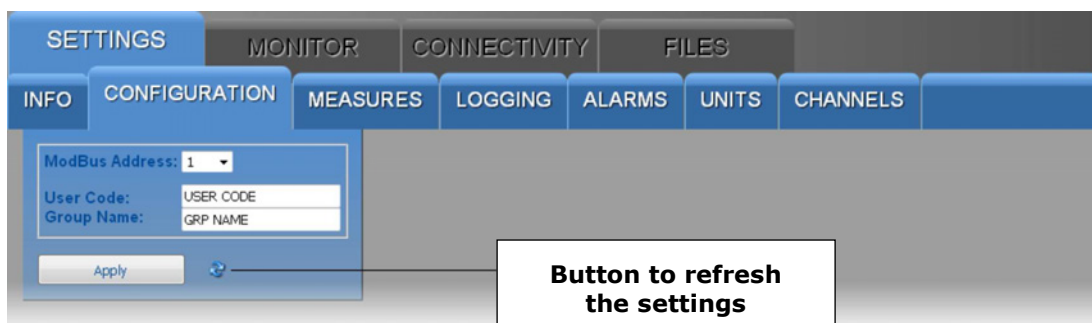 SETTINGS MONITOR CONNECTIVITY FILES
INFO CONFIGURATION MEASURES LOGGING ALARMS UNITS CHANNELS
ModBus Address: 1
User Code: USER CODE
Group Name: GRP NAME
Apply
Button to refresh
the settings